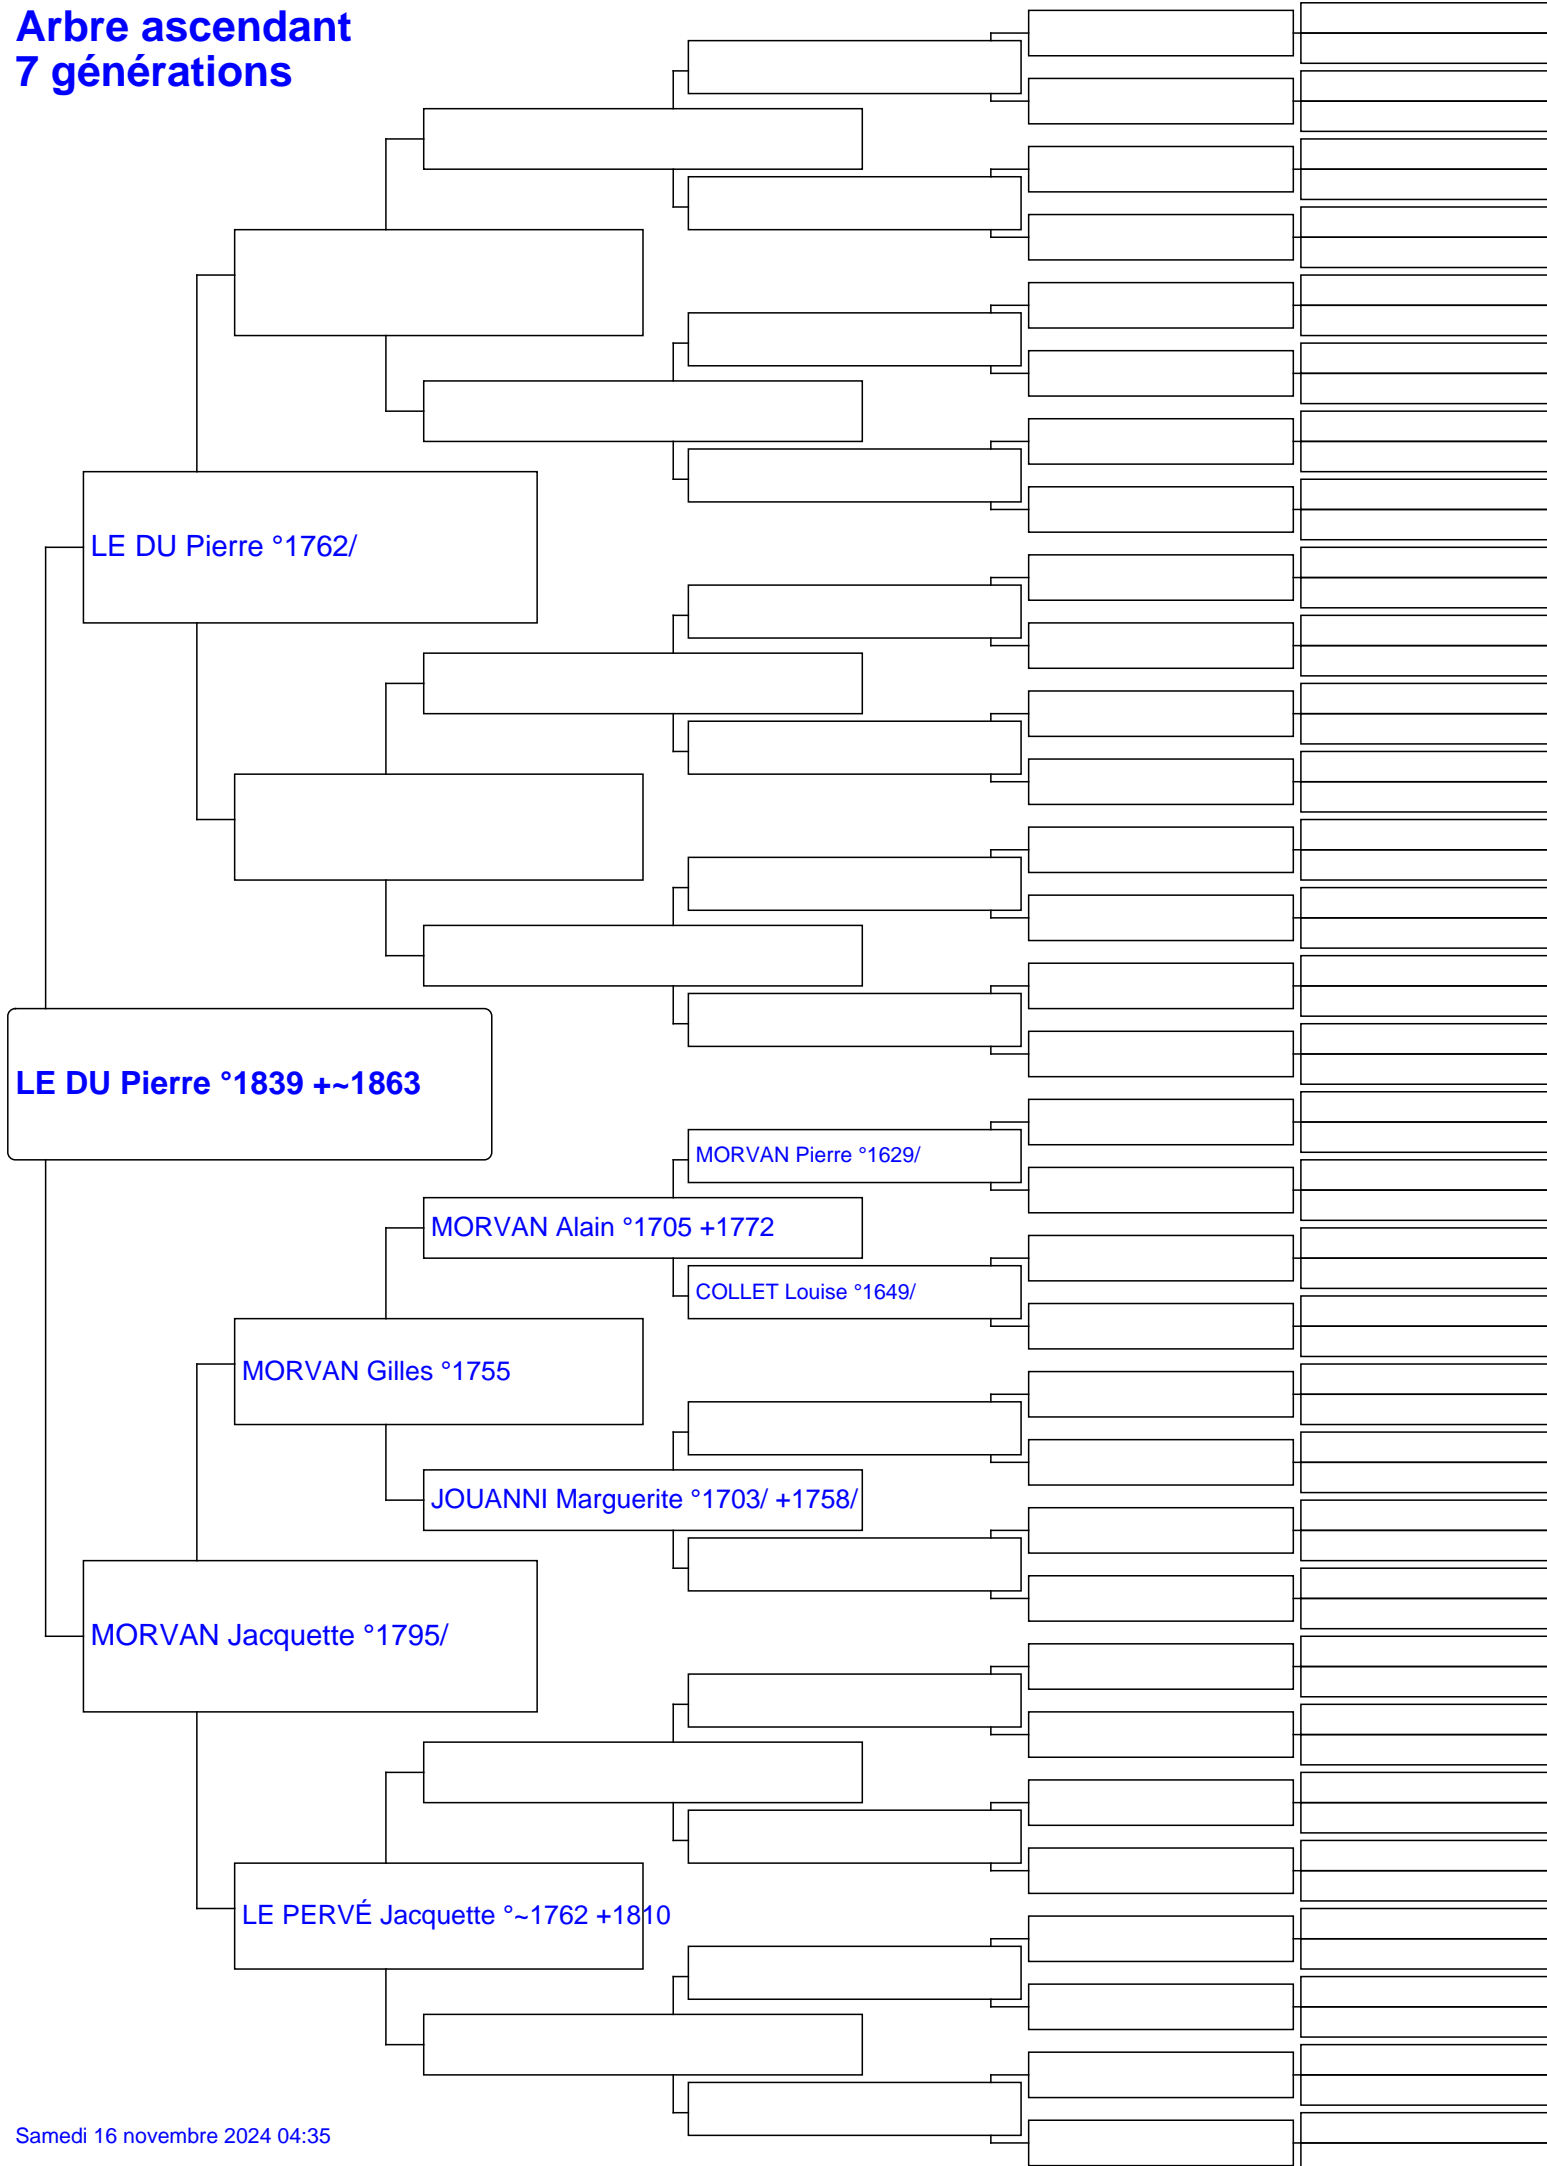 Arbre ascendant
7 générations
LE DU Pierre °1762/
LE DU Pierre °1839 +~1863
MORVAN Pierre °1629/
MORVAN Alain °1705 +1772
COLLET Louise °1649/
MORVAN Gilles °1755
JOUANNI Marguerite °1703/ +1758/
MORVAN Jacquette °1795/
LE PERVÉ Jacquette °~1762 +1810
Samedi 16 novembre 2024 04:35